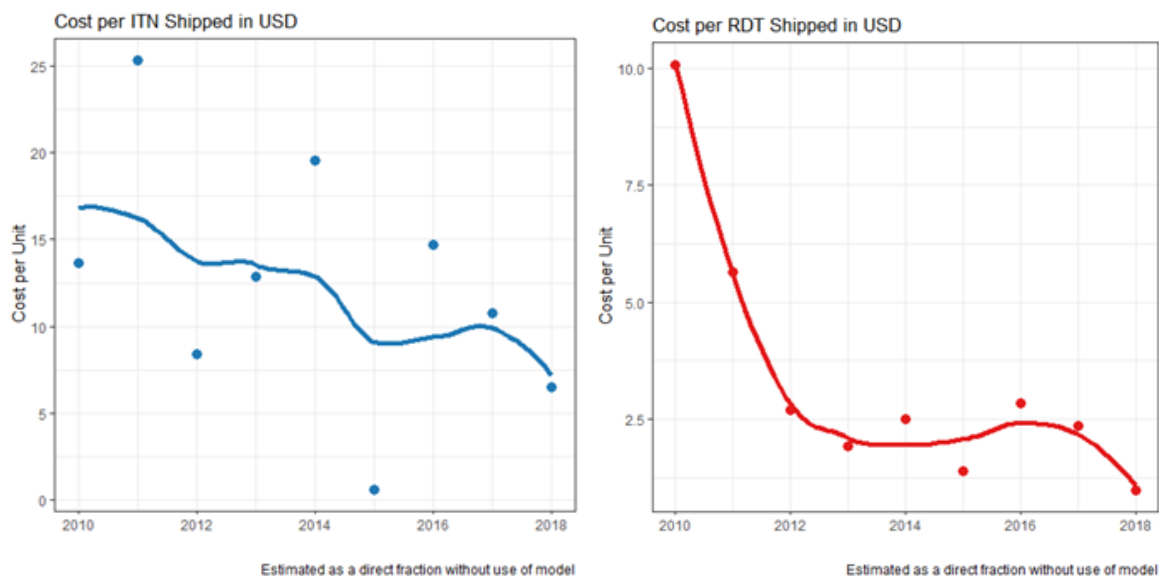 Cost per ITN Shipped in USD
Cost per Unit
25
20
15
10
5
0
2010 2012 2014 2016 2018
Estimated as a direct fraction without use of model
Cost per RDT Shipped in USD
Cost per Unit
10.0
7.5
5.0
2.5
2010 2012 2014 2016 2018
Estimated as a direct fraction without use of model